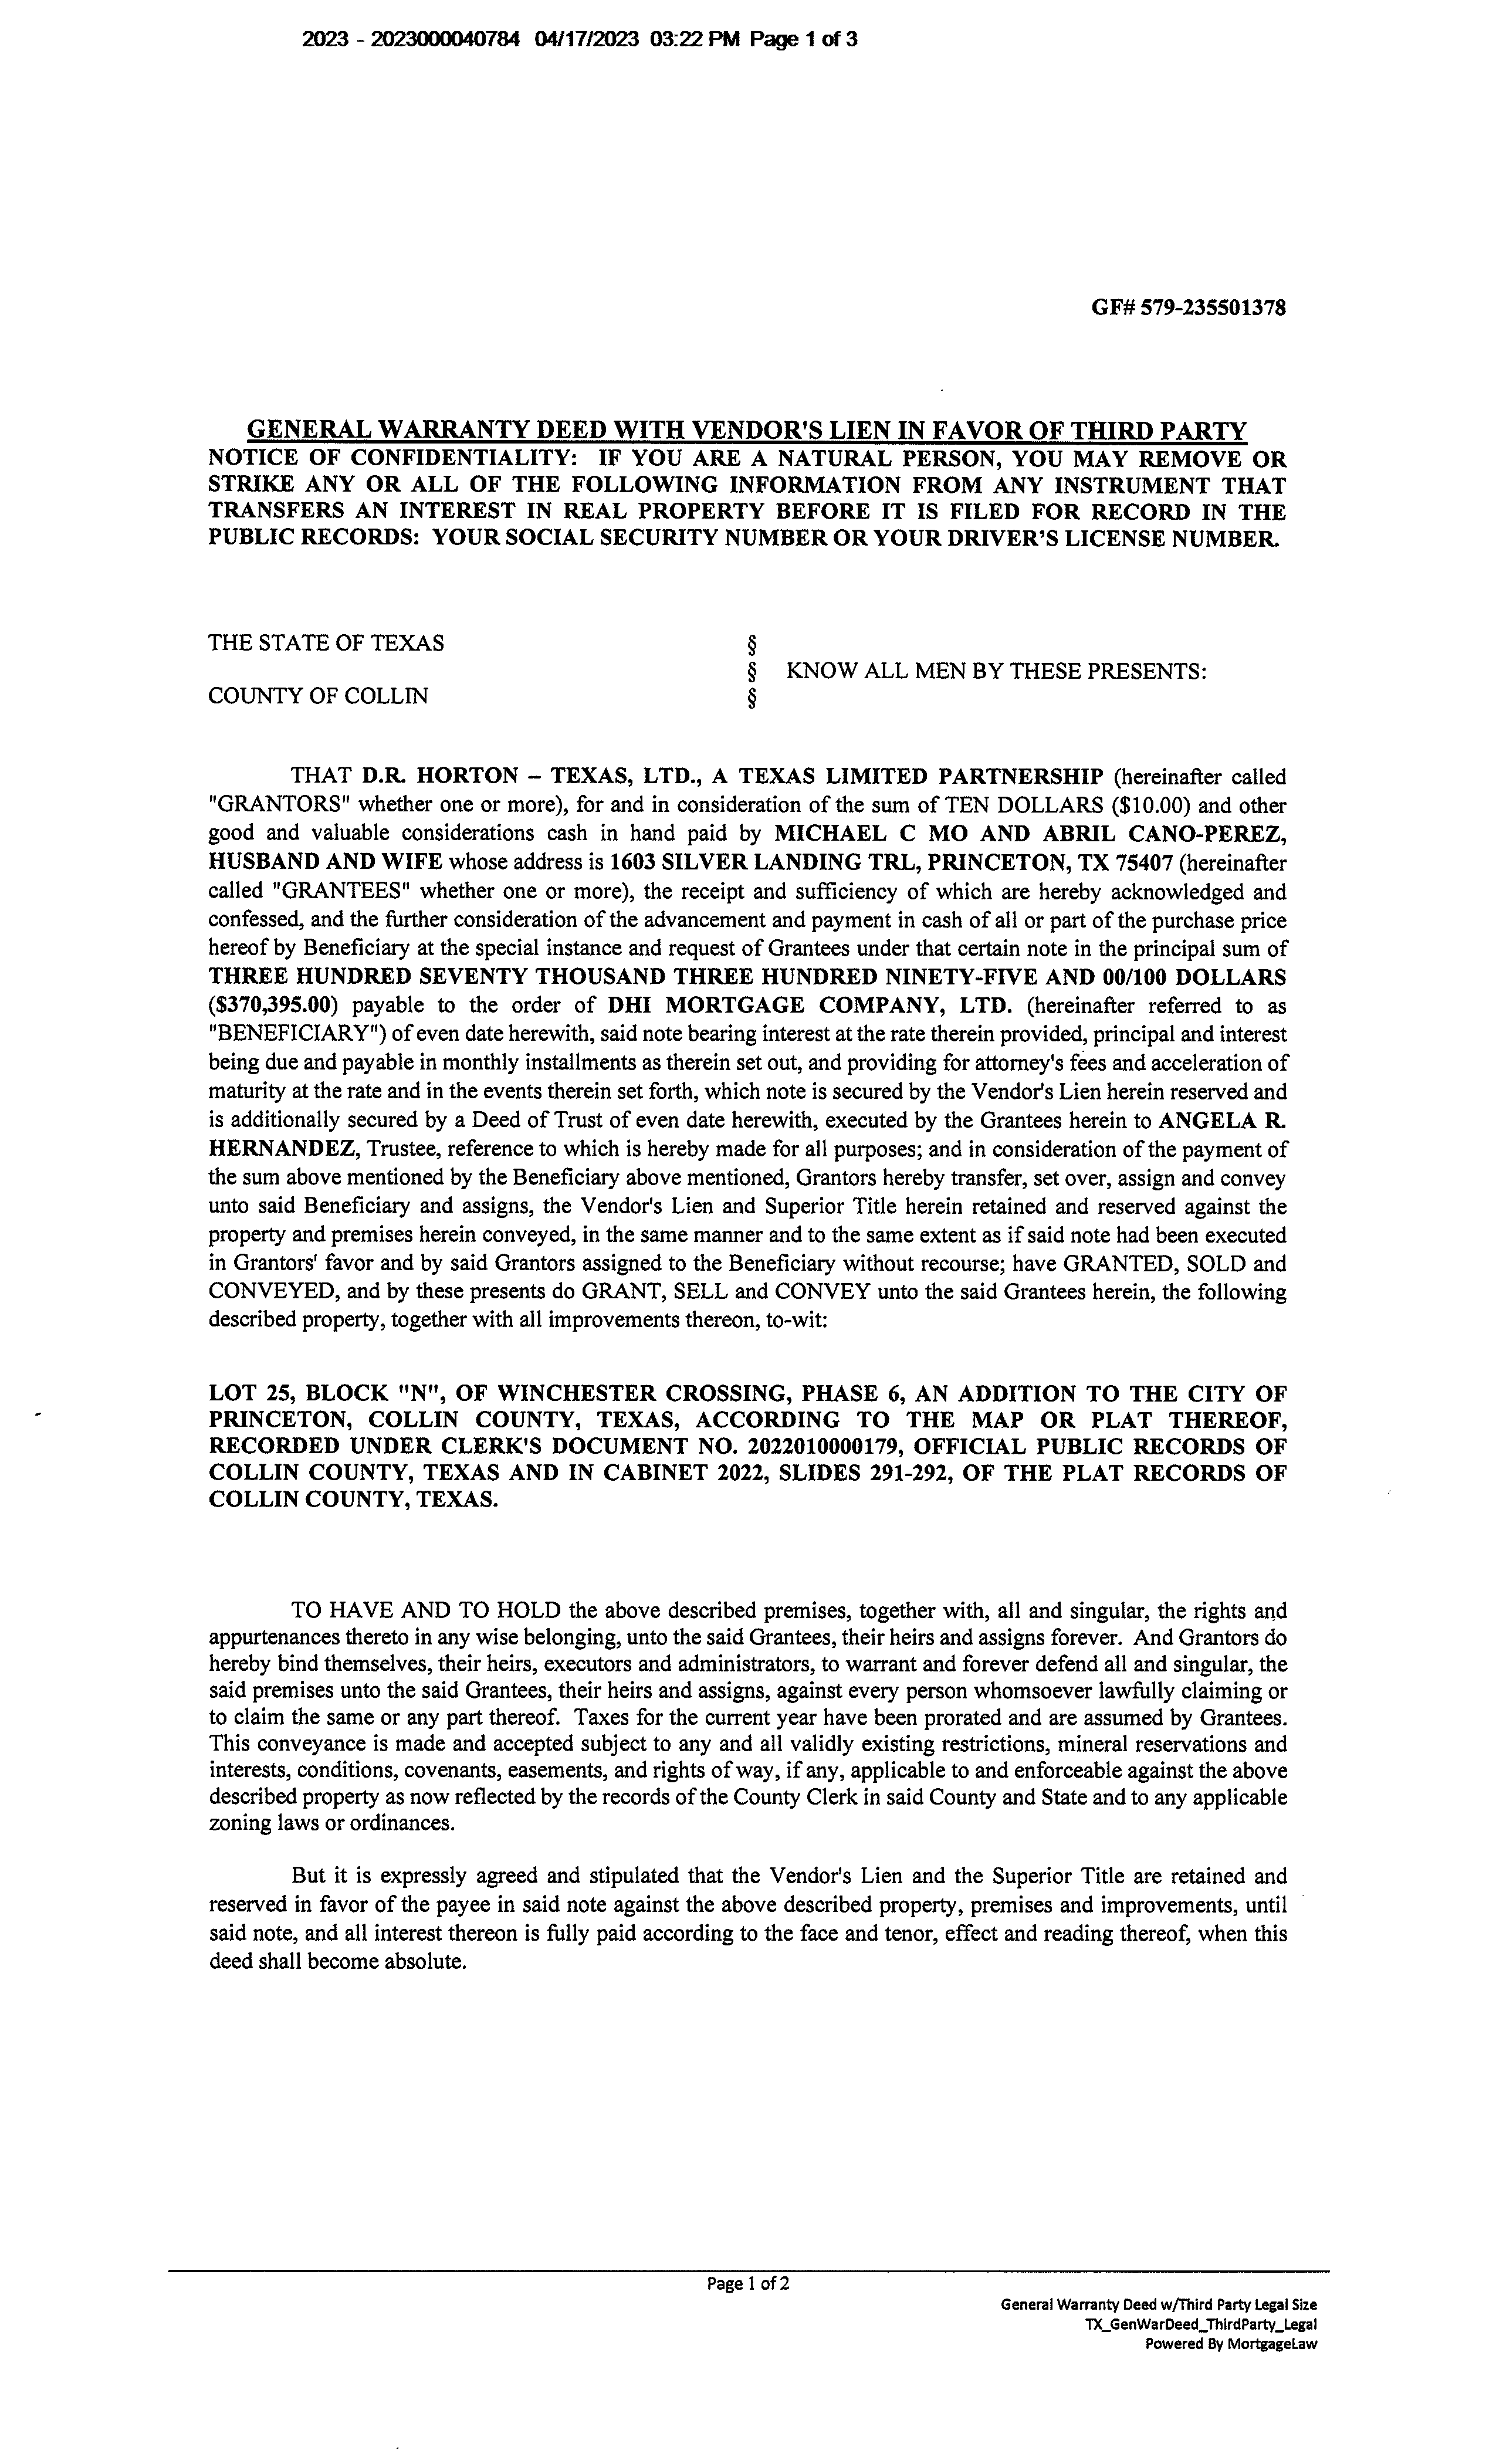 2023 - 2023000040784 04/17/2023 03:22 PM Page 1 of 3
GF# 579-235501378
GENERAL WARRANTY DEED WITH VENDOR'S LIEN IN FAVOR OF THIRD PARTY
NOTICE OF CONFIDENTIALITY: IF YOU ARE A NATURAL PERSON, YOU MAY REMOVE OR
STRIKE ANY OR ALL OF THE FOLLOWING INFORMATION FROM ANY INSTRUMENT THAT
TRANSFERS AN INTEREST IN REAL PROPERTY BEFORE IT IS FILED FOR RECORD IN THE
PUBLIC RECORDS: YOUR SOCIAL SECURITY NUMBER OR YOUR DRIVER'S LICENSE NUMBER.
THE STATE OF TEXAS §
§ KNOW ALL MEN BY THESE PRESENTS:
COUNTY OF COLLIN §
THAT D.R. HORTON – TEXAS, LTD., A TEXAS LIMITED PARTNERSHIP (hereinafter called
"GRANTORS" whether one or more), for and in consideration of the sum of TEN DOLLARS ($10.00) and other
good and valuable considerations cash in hand paid by MICHAEL C MO AND ABRIL CANO-PEREZ,
HUSBAND AND WIFE whose address is 1603 SILVER LANDING TRL, PRINCETON, TX 75407 (hereinafter
called "GRANTEES" whether one or more), the receipt and sufficiency of which are hereby acknowledged and
confessed, and the further consideration of the advancement and payment in cash of all or part of the purchase price
hereof by Beneficiary at the special instance and request of Grantees under that certain note in the principal sum of
THREE HUNDRED SEVENTY THOUSAND THREE HUNDRED NINETY-FIVE AND 00/100 DOLLARS
($370,395.00) payable to the order of DHI MORTGAGE COMPANY, LTD. (hereinafter referred to as
"BENEFICIARY") of even date herewith, said note bearing interest at the rate therein provided, principal and interest
being due and payable in monthly installments as therein set out, and providing for attorney's fees and acceleration of
maturity at the rate and in the events therein set forth, which note is secured by the Vendor's Lien herein reserved and
is additionally secured by a Deed of Trust of even date herewith, executed by the Grantees herein to ANGELA R.
HERNANDEZ, Trustee, reference to which is hereby made for all purposes; and in consideration of the payment of
the sum above mentioned by the Beneficiary above mentioned, Grantors hereby transfer, set over, assign and convey
unto said Beneficiary and assigns, the Vendor's Lien and Superior Title herein retained and reserved against the
property and premises herein conveyed, in the same manner and to the same extent as if said note had been executed
in Grantors' favor and by said Grantors assigned to the Beneficiary without recourse; have GRANTED, SOLD and
CONVEYED, and by these presents do GRANT, SELL and CONVEY unto the said Grantees herein, the following
described property, together with all improvements thereon, to-wit:
LOT 25, BLOCK "N", OF WINCHESTER CROSSING, PHASE 6, AN ADDITION TO THE CITY OF
PRINCETON, COLLIN COUNTY, TEXAS, ACCORDING TO THE MAP OR PLAT THEREOF,
RECORDED UNDER CLERK'S DOCUMENT NO. 2022010000179, OFFICIAL PUBLIC RECORDS OF
COLLIN COUNTY, TEXAS AND IN CABINET 2022, SLIDES 291-292, OF THE PLAT RECORDS OF
COLLIN COUNTY, TEXAS.
TO HAVE AND TO HOLD the above described premises, together with, all and singular, the rights and
appurtenances thereto in any wise belonging, unto the said Grantees, their heirs and assigns forever. And Grantors do
hereby bind themselves, their heirs, executors and administrators, to warrant and forever defend all and singular, the
said premises unto the said Grantees, their heirs and assigns, against every person whomsoever lawfully claiming or
to claim the same or any part thereof. Taxes for the current year have been prorated and are assumed by Grantees.
This conveyance is made and accepted subject to any and all validly existing restrictions, mineral reservations and
interests, conditions, covenants, easements, and rights of way, if any, applicable to and enforceable against the above
described property as now reflected by the records of the County Clerk in said County and State and to any applicable
zoning laws or ordinances.
But it is expressly agreed and stipulated that the Vendor's Lien and the Superior Title are retained and
reserved in favor of the payee in said note against the above described property, premises and improvements, until
said note, and all interest thereon is fully paid according to the face and tenor, effect and reading thereof, when this
deed shall become absolute.
Page 1 of 2
General Warranty Deed w/Third Party Legal Size
TX_GenWarDeed_ThirdParty_Legal
Powered By MortgageLaw